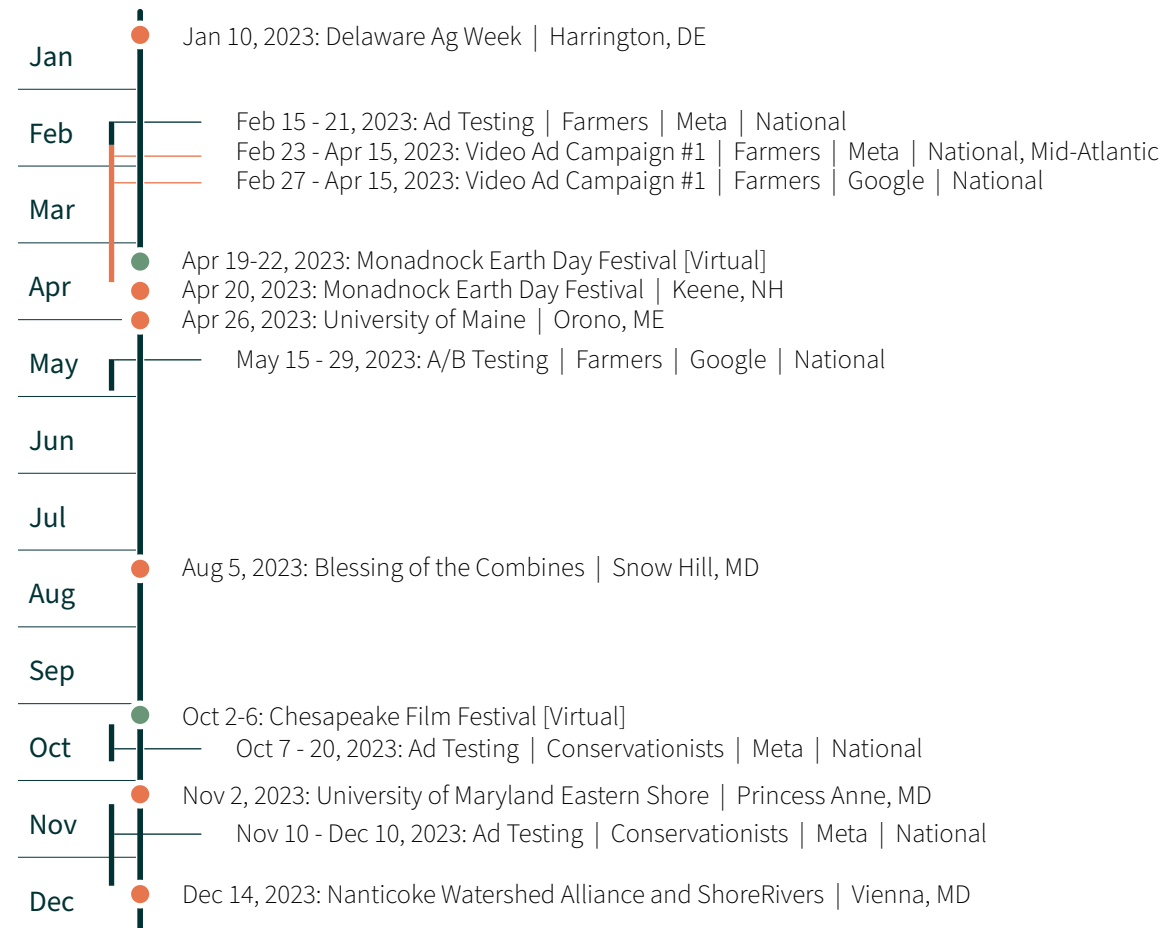 Jan 10, 2023: Delaware Ag Week | Harrington, DE
Jan
Feb 15 - 21, 2023: Ad Testing | Farmers | Meta | National
Feb
Feb 23 - Apr 15, 2023: Video Ad Campaign #1 | Farmers | Meta | National, Mid-Atlantic
Feb 27 - Apr 15, 2023: Video Ad Campaign #1 | Farmers | Google | National
Mar
Apr 19-22, 2023: Monadnock Earth Day Festival [Virtual]
Apr
Apr 20, 2023: Monadnock Earth Day Festival | Keene, NH
Apr 26, 2023: University of Maine | Orono, ME
May
May 15 - 29, 2023: A/B Testing | Farmers | Google | National
Jun
Jul
Aug 5, 2023: Blessing of the Combines | Snow Hill, MD
Aug
Sep
Oct 2-6: Chesapeake Film Festival [Virtual]
Oct
Oct 7 - 20, 2023: Ad Testing | Conservationists | Meta | National
Nov 2, 2023: University of Maryland Eastern Shore | Princess Anne, MD
Nov
Nov 10 - Dec 10, 2023: Ad Testing | Conservationists | Meta | National
Dec 14, 2023: Nanticoke Watershed Alliance and ShoreRivers | Vienna, MD
Dec